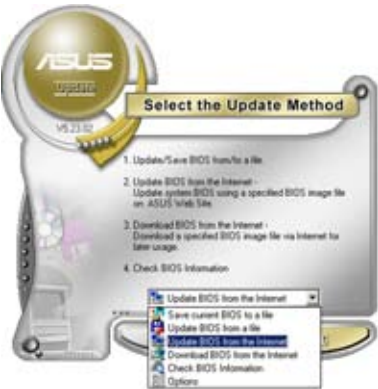 ASUS
Update
V5.23.02
Select the Update Method
1. Update/Save BIOS from/to a file
2. Update BIOS from the Internet -
Update system BIOS using a specified BIOS image file
on ASUS Web Site.
3. Download BIOS from the Internet -
Download a specified BIOS image file via Internet for
later usage.
4. Check BIOS Information
Update BIOS from the Internet
Save current BIOS to a file
Update BIOS from a file
Update BIOS from the Internet
Download BIOS from the Internet
Check BIOS Information
Options